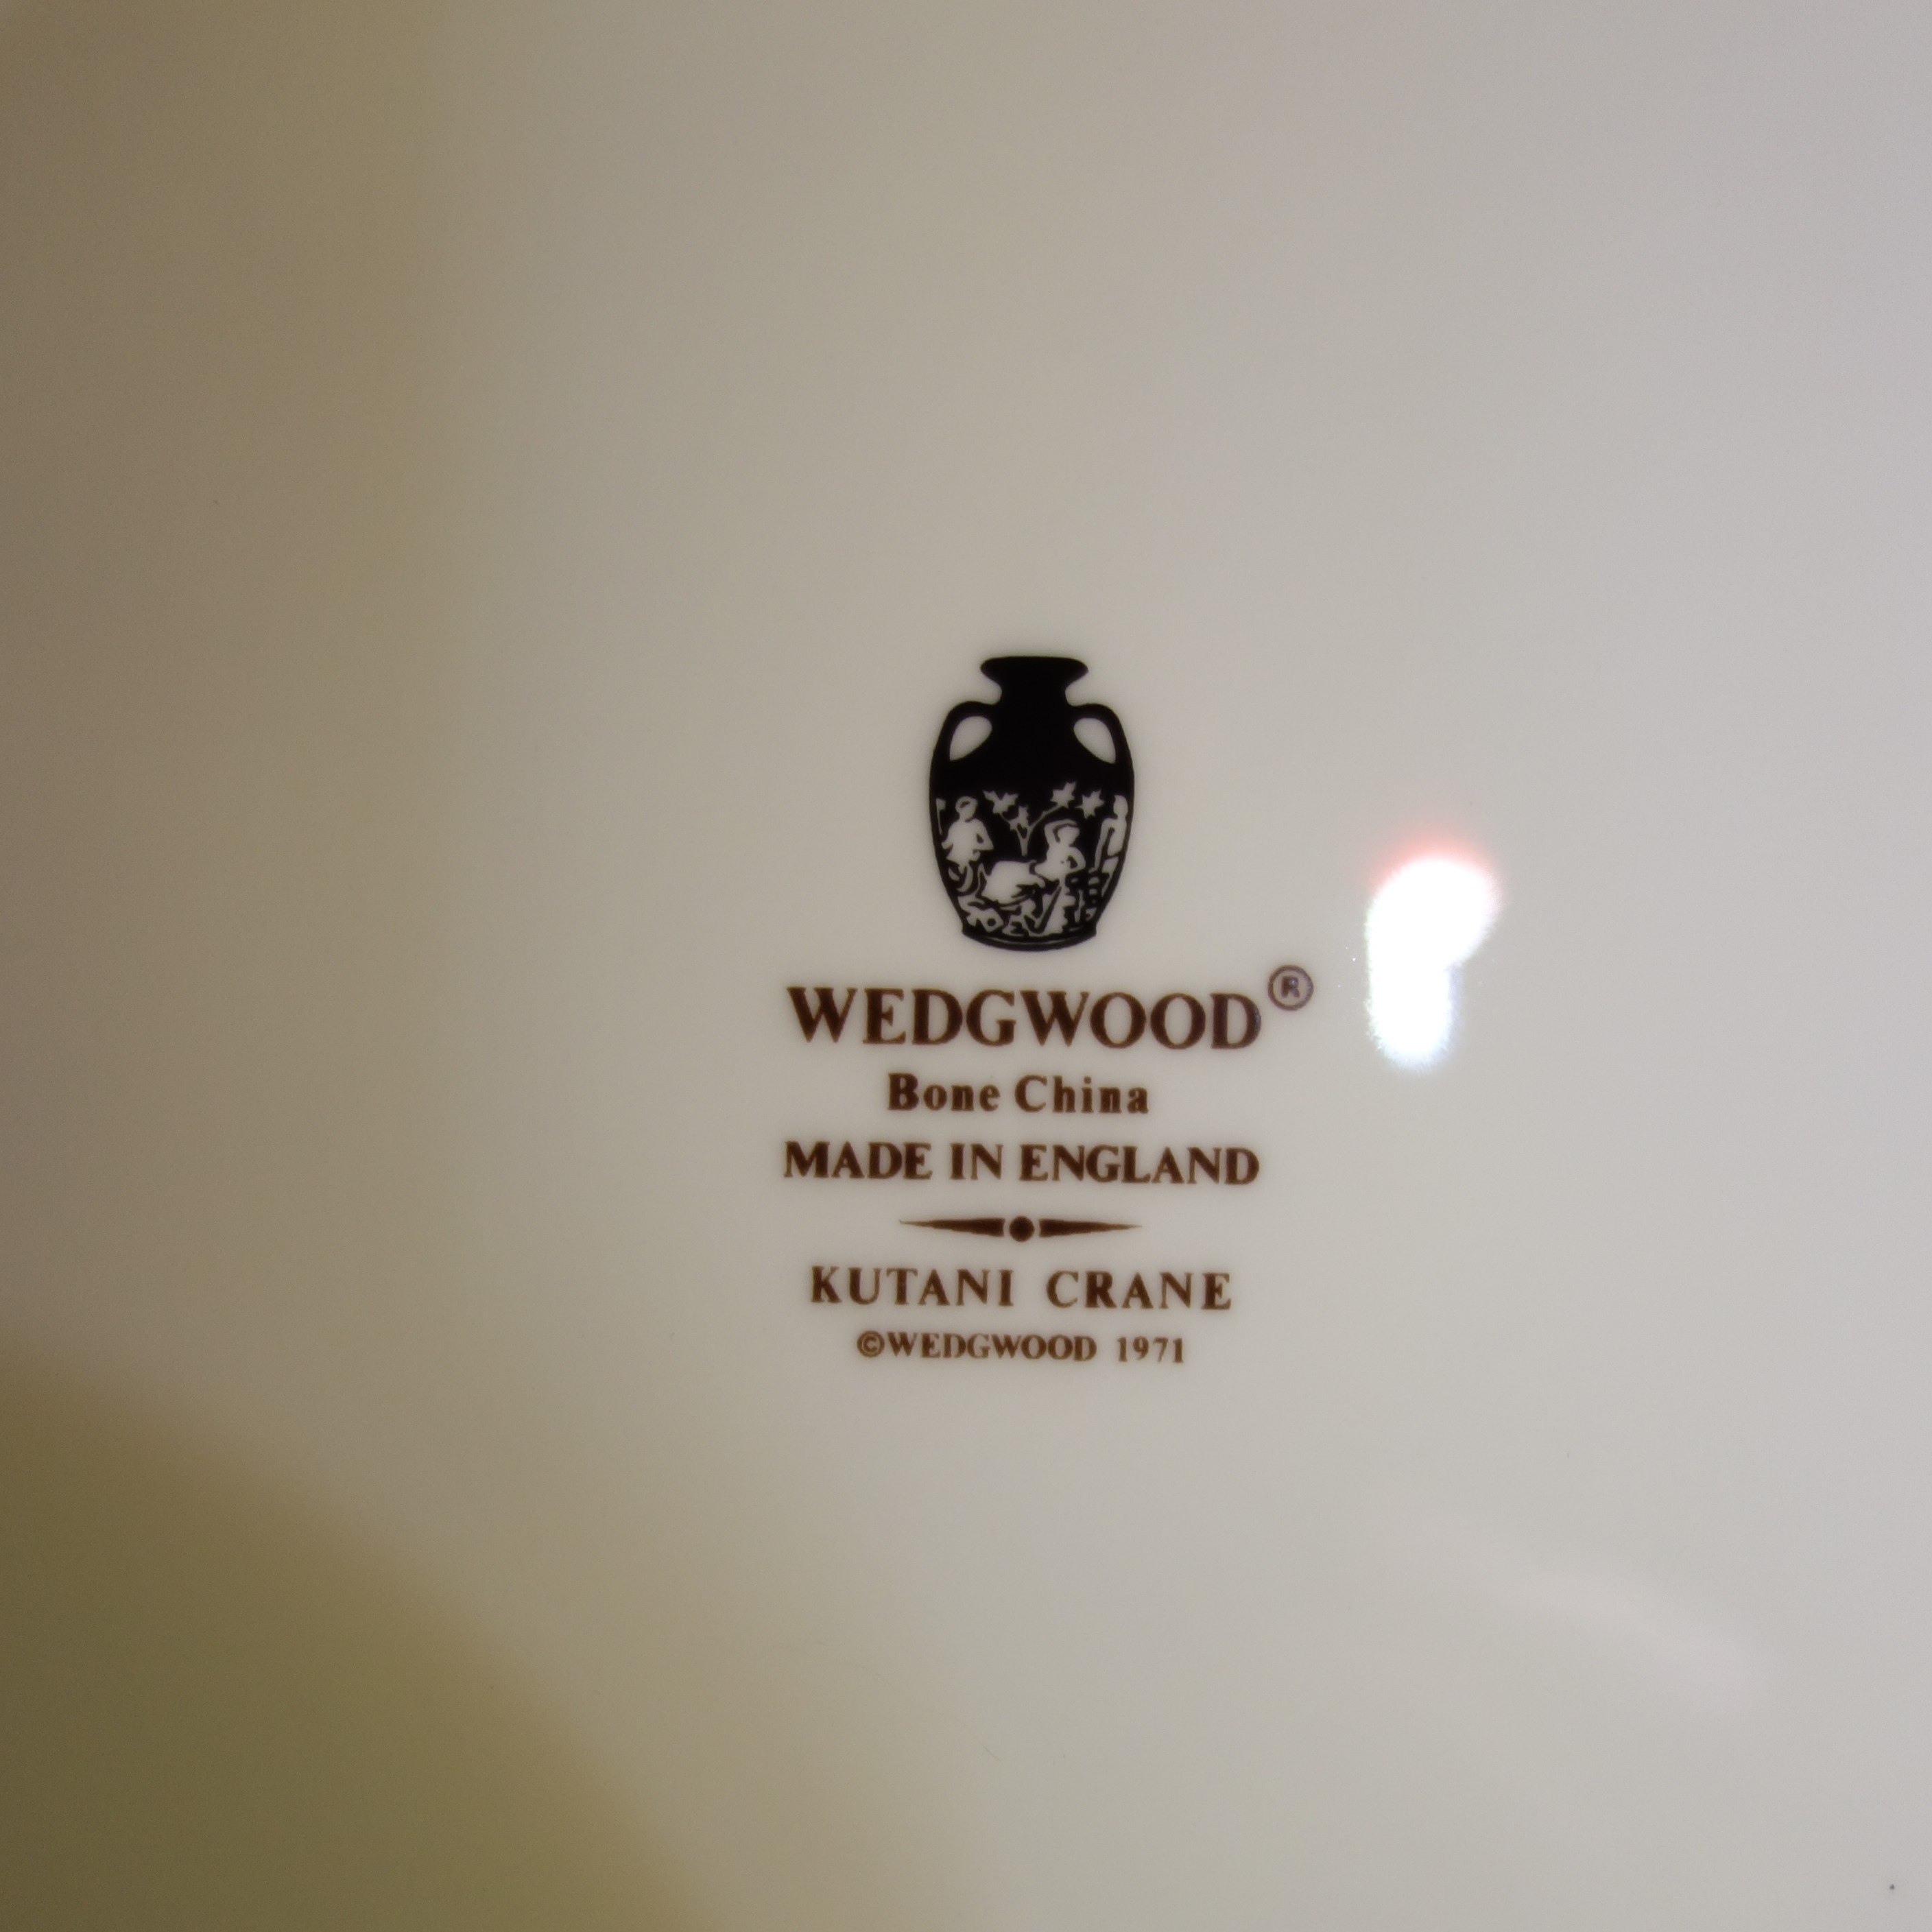 WEDGWOOD®
Bone China
MADE IN ENGLAND
KUTANI CRANE
©WEDGWOOD 1971